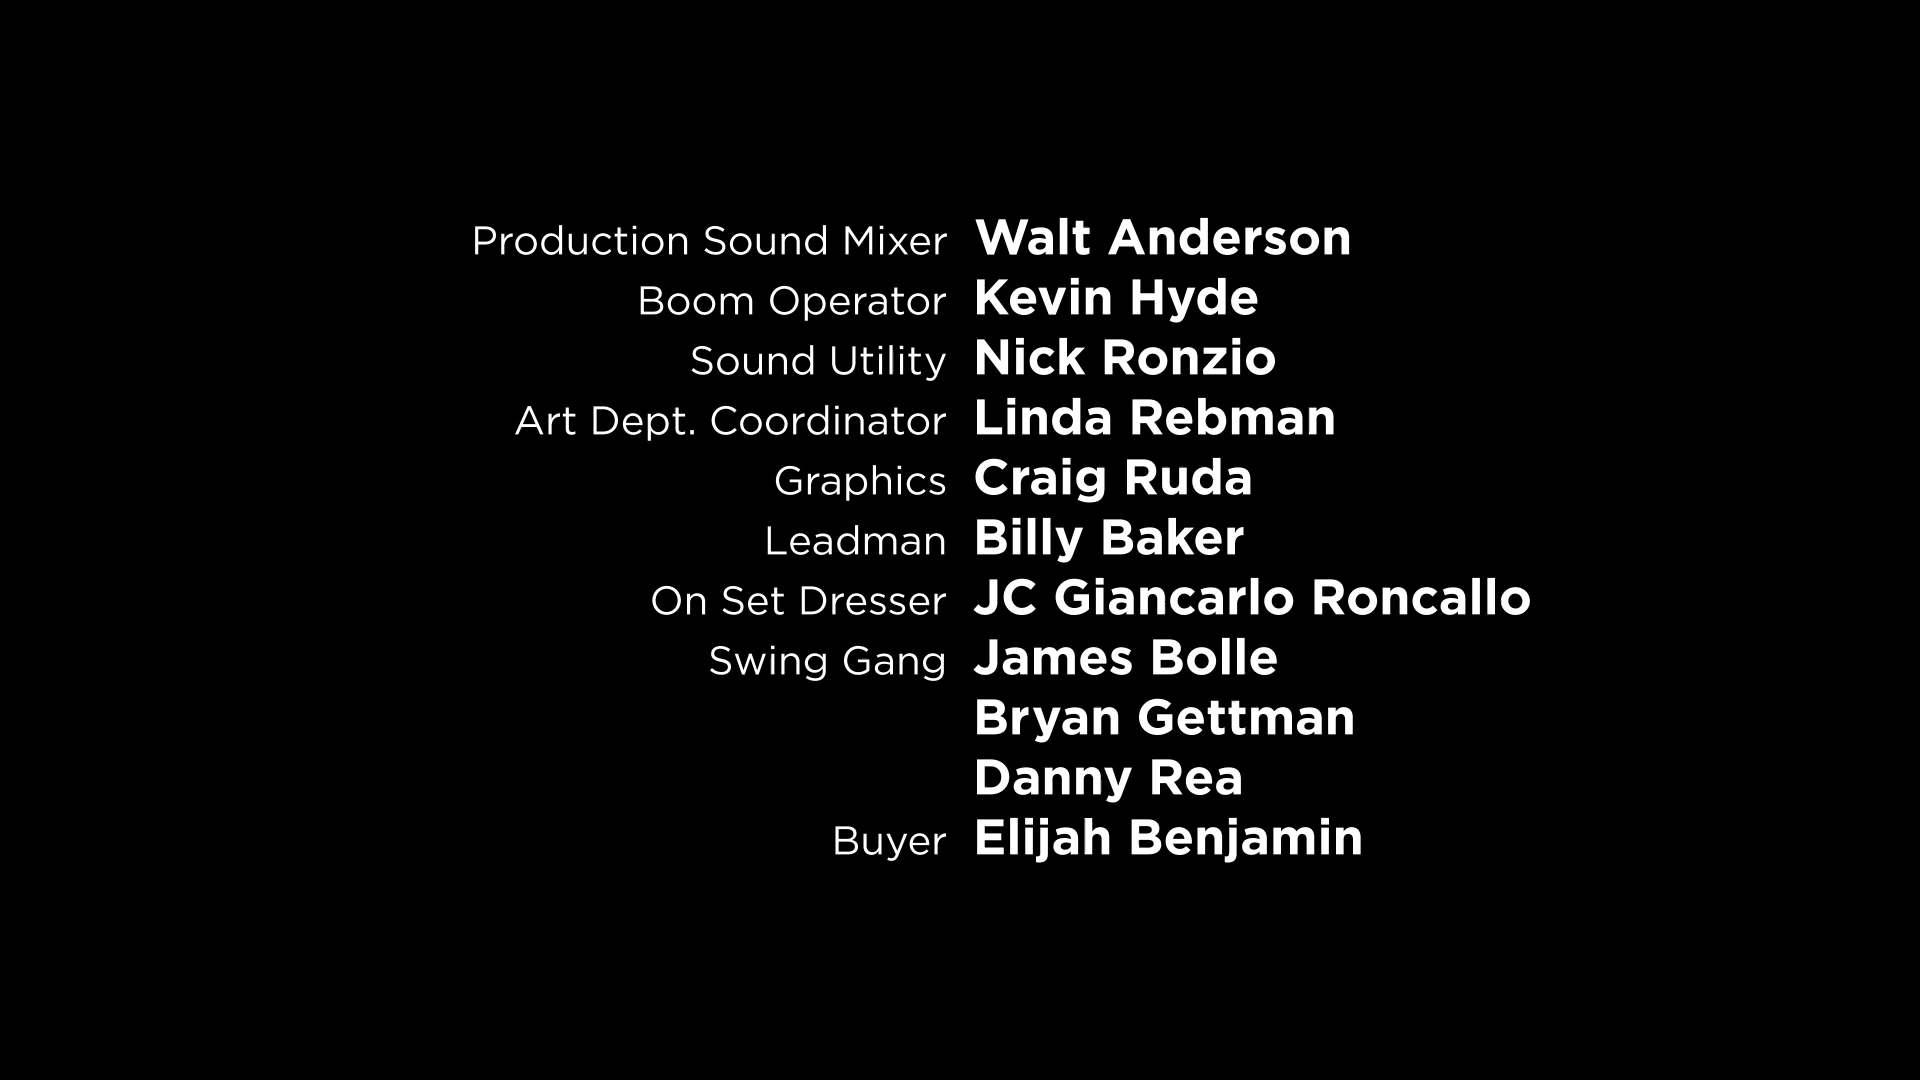 Production Sound Mixer Walt Anderson
Boom Operator Kevin Hyde
Sound Utility Nick Ronzio
Art Dept. Coordinator Linda Rebman
Graphics Craig Ruda
Leadman Billy Baker
On Set Dresser JC Giancarlo Roncallo
Swing Gang James Bolle
Bryan Gettman
Danny Rea
Buyer Elijah Benjamin